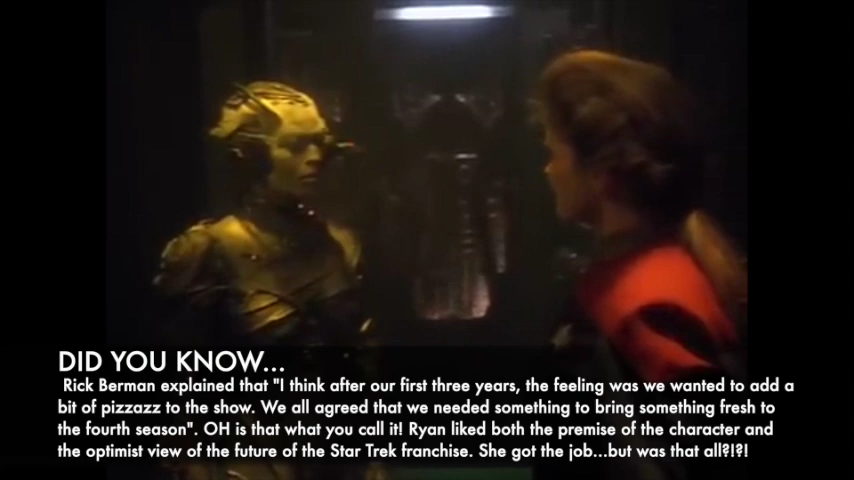 DID YOU KNOW...
Rick Berman explained that "I think after our first three years, the feeling was we wanted to add a
bit of pizzazz to the show. We all agreed that we needed something to bring something fresh to
the fourth season". OH is that what you call it! Ryan liked both the premise of the character and
the optimist view of the future of the Star Trek franchise. She got the job...but was that all?!?!